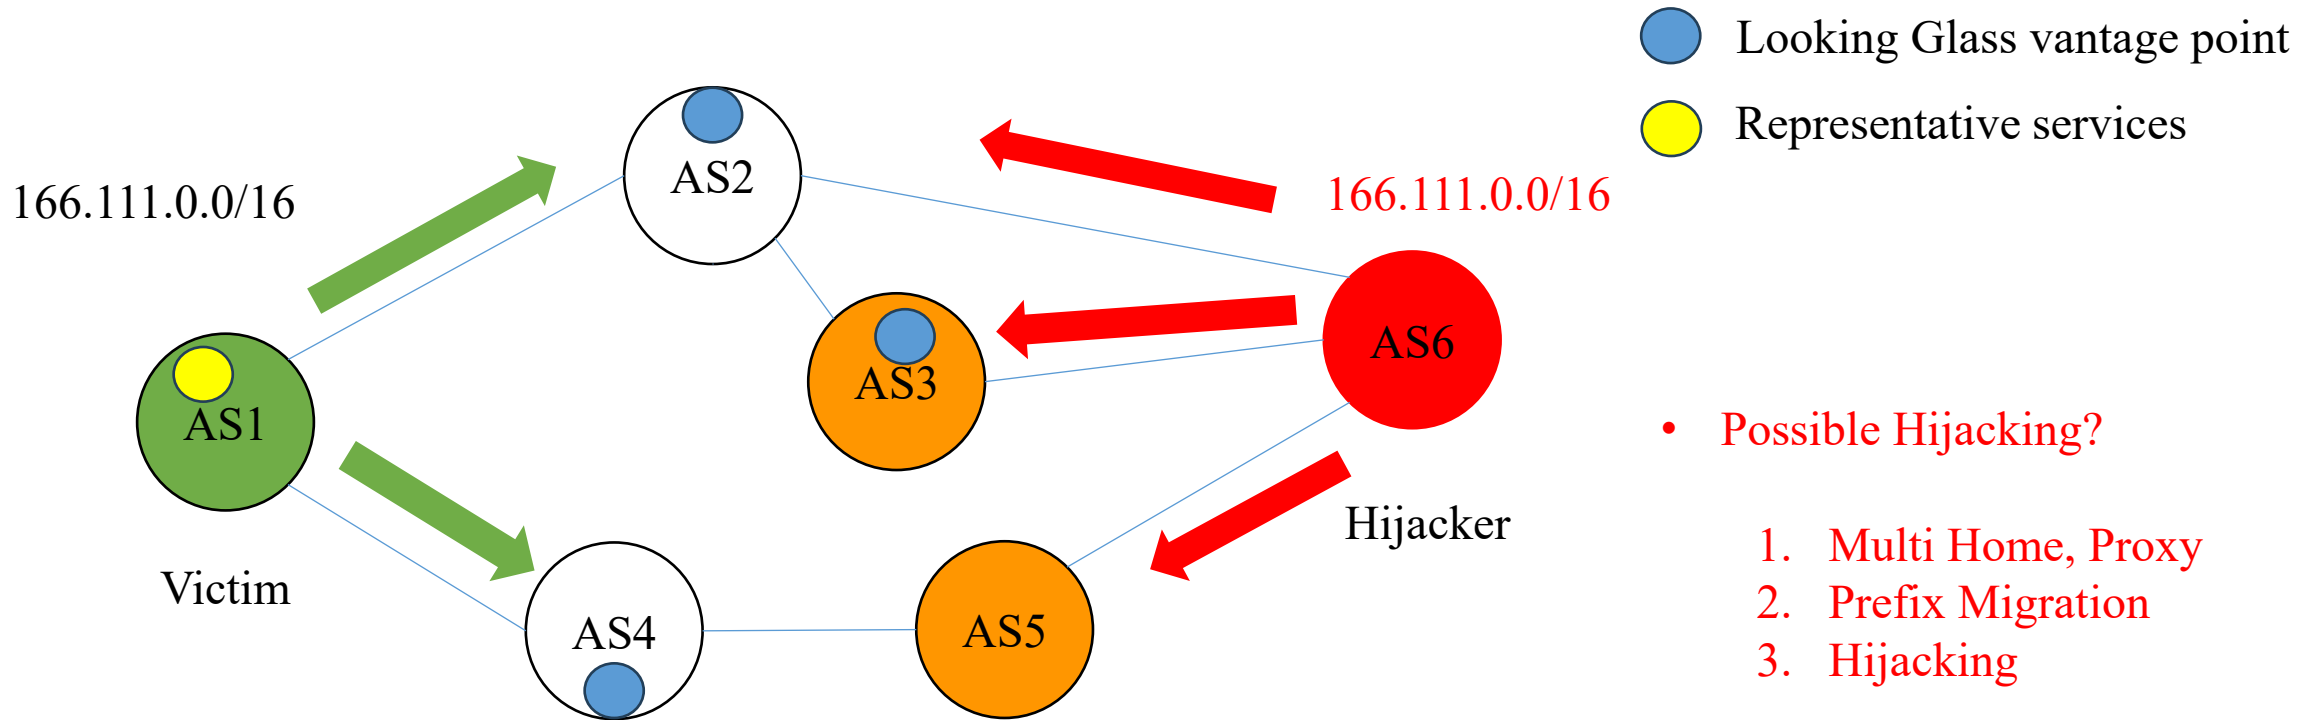 Looking Glass vantage point
Representative services
AS2
166.111.0.0/16
166.111.0.0/16
AS6
AS3
AS1
• Possible Hijacking?
Hijacker
1. Multi Home, Proxy
Victim
2. Prefix Migration
AS4
AS5
3. Hijacking